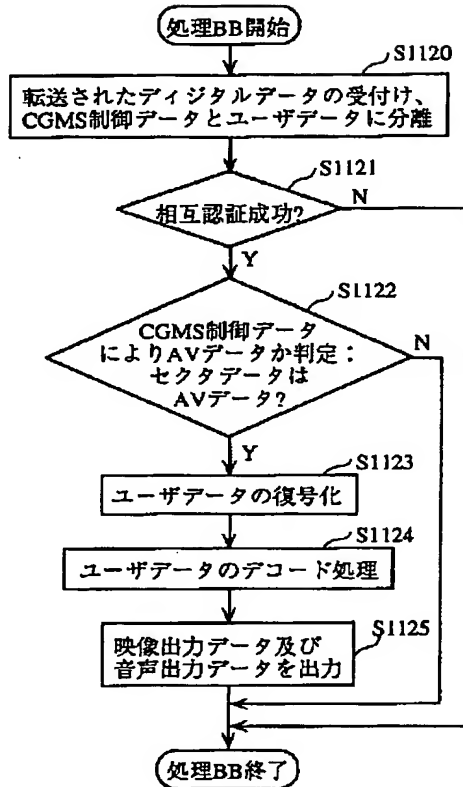 処理BB開始
S1120
転送されたディジタルデータの受付け、
CGMS制御データとユーザデータに分離
S1121
相互認証成功?
N
Y
S1122
CGMS制御データ
によりAVデータか判定：
セクタデータは
AVデータ?
N
Y
S1123
ユーザデータの復号化
S1124
ユーザデータのデコード処理
S1125
映像出力データ及び
音声出力データを出力
処理BB終了